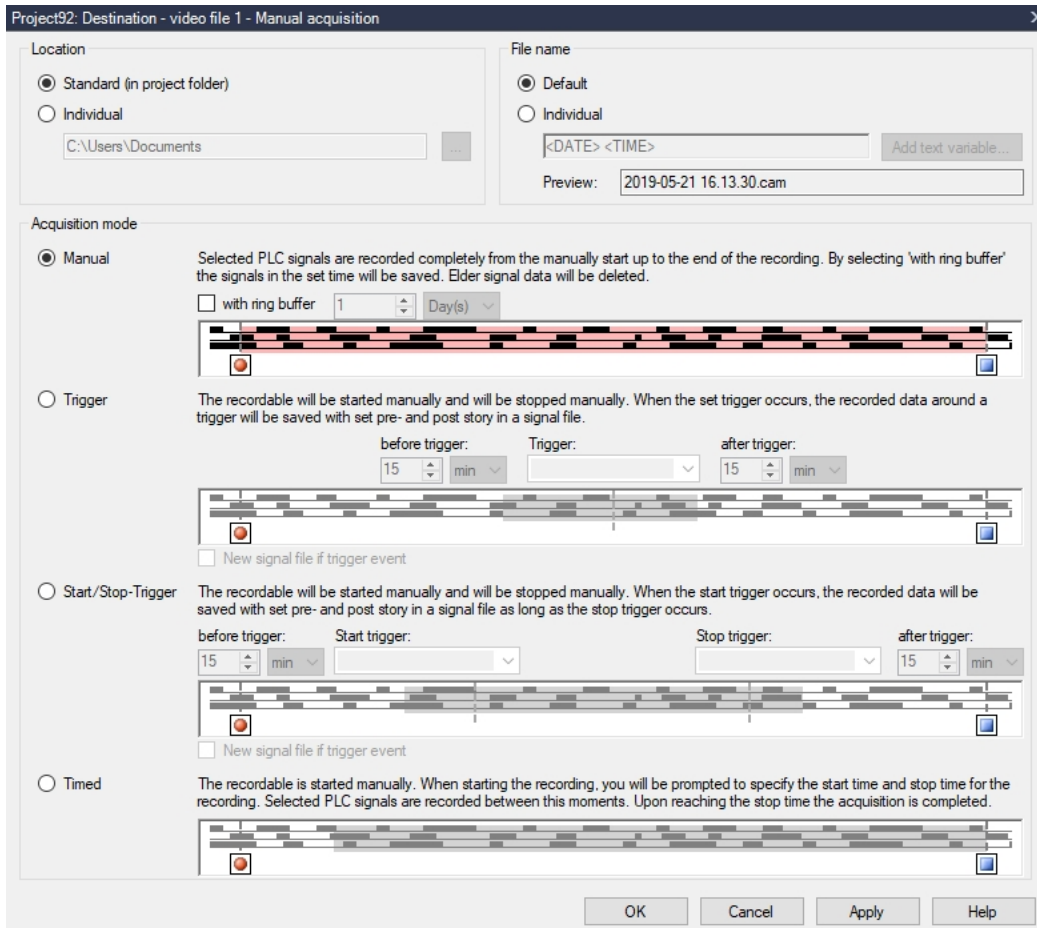 Project92: Destination - video file 1 - Manual acquisition
Location
Standard (in project folder)
Individual
C:\Users\Documents
...
File name
Default
Individual
<DATE> <TIME>
Add text variable...
Preview:
2019-05-21 16.13.30.cam
Acquisition mode
Manual
Selected PLC signals are recorded completely from the manually start up to the end of the recording. By selecting 'with ring buffer'
the signals in the set time will be saved. Elder signal data will be deleted.
with ring buffer
1
Day(s)
Trigger
The recordable will be started manually and will be stopped manually. When the set trigger occurs, the recorded data around a
trigger will be saved with set pre- and post story in a signal file.
before trigger: Trigger: after trigger:
15 min 15 min
New signal file if trigger event
Start/Stop-Trigger
The recordable will be started manually and will be stopped manually. When the start trigger occurs, the recorded data will be
saved with set pre- and post story in a signal file as long as the stop trigger occurs.
before trigger: Start trigger: Stop trigger: after trigger:
15 min 15 min
New signal file if trigger event
Timed
The recordable is started manually. When starting the recording, you will be prompted to specify the start time and stop time for the
recording. Selected PLC signals are recorded between this moments. Upon reaching the stop time the acquisition is completed.
OK Cancel Apply Help